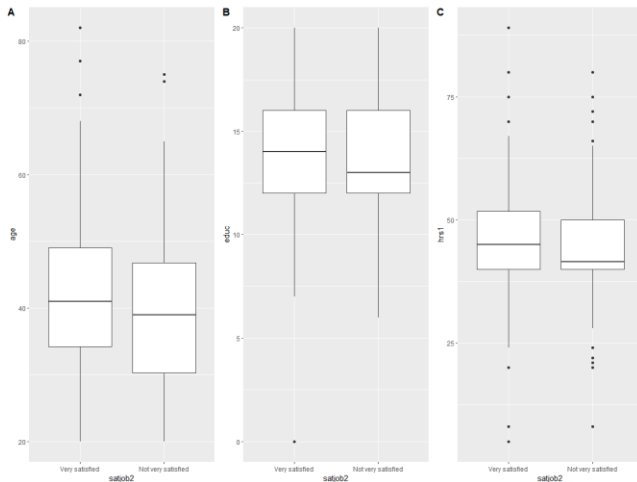 A
80
60
40
20
age
Very satisfied Not very satisfied
satjob2
B
20
15
10
5
0
educ
Very satisfied Not very satisfied
satjob2
C
75
50
25
hrs1
Very satisfied Not very satisfied
satjob2